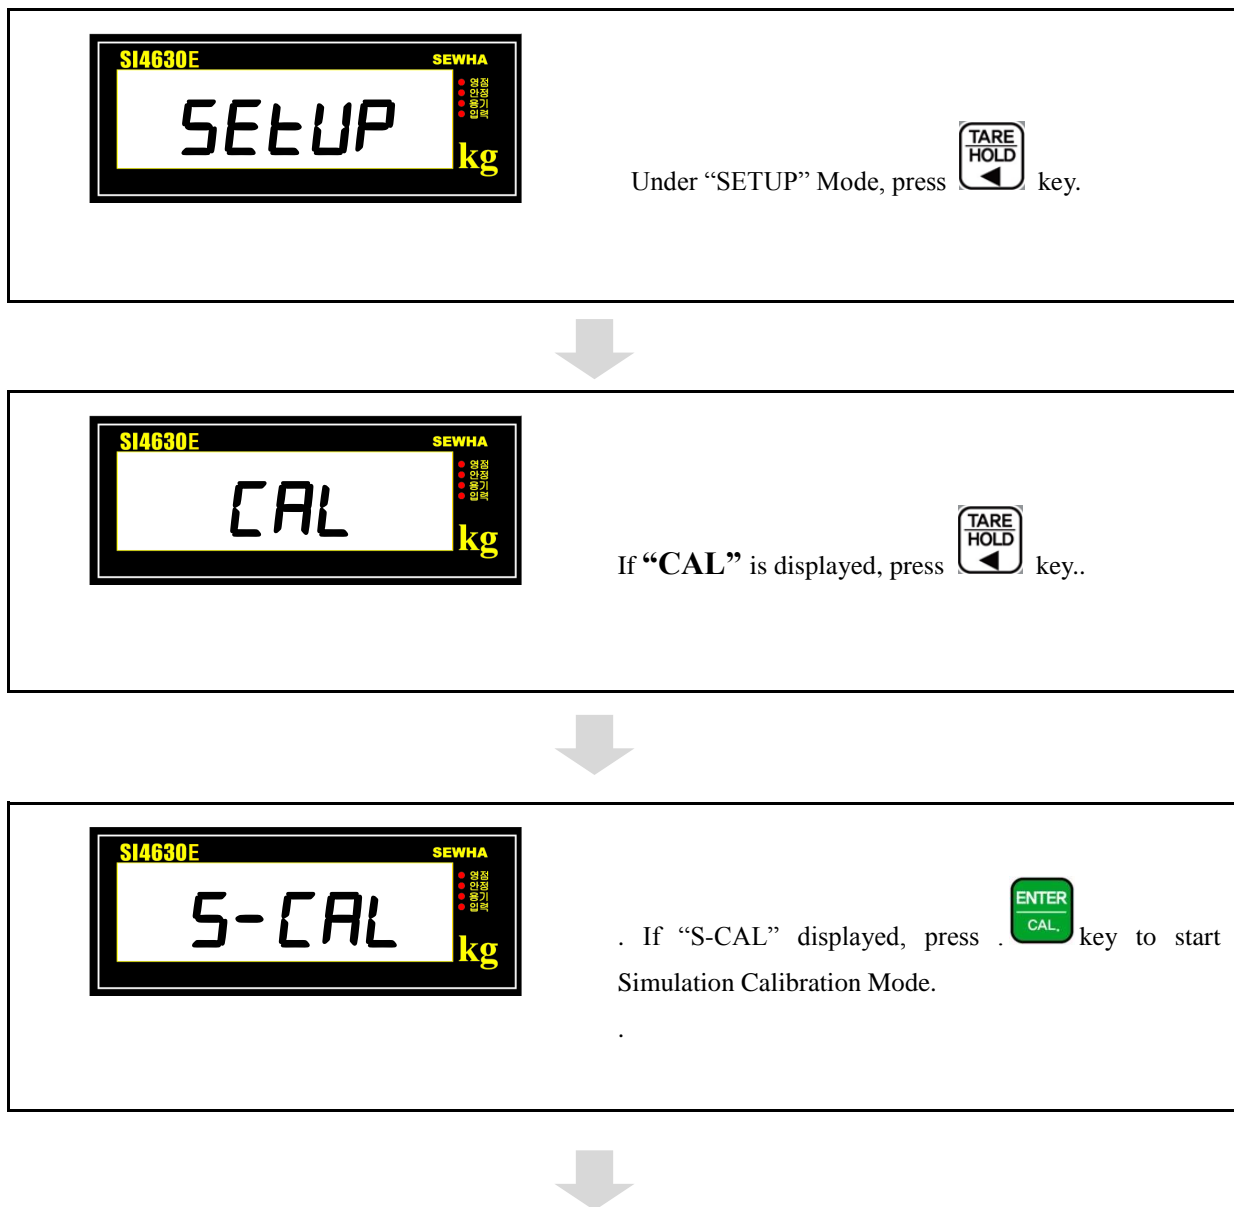 SI4630E SEWHA
영점
안정
용기
입력
SEtUP
kg
Under “SETUP” Mode, press TARE HOLD ◀ key.
SI4630E SEWHA
영점
안정
용기
입력
CAL
kg
If “CAL” is displayed, press TARE HOLD ◀ key..
SI4630E SEWHA
영점
안정
용기
입력
S-CAL
kg
. If “S-CAL” displayed, press . ENTER CAL. key to start
Simulation Calibration Mode.
.